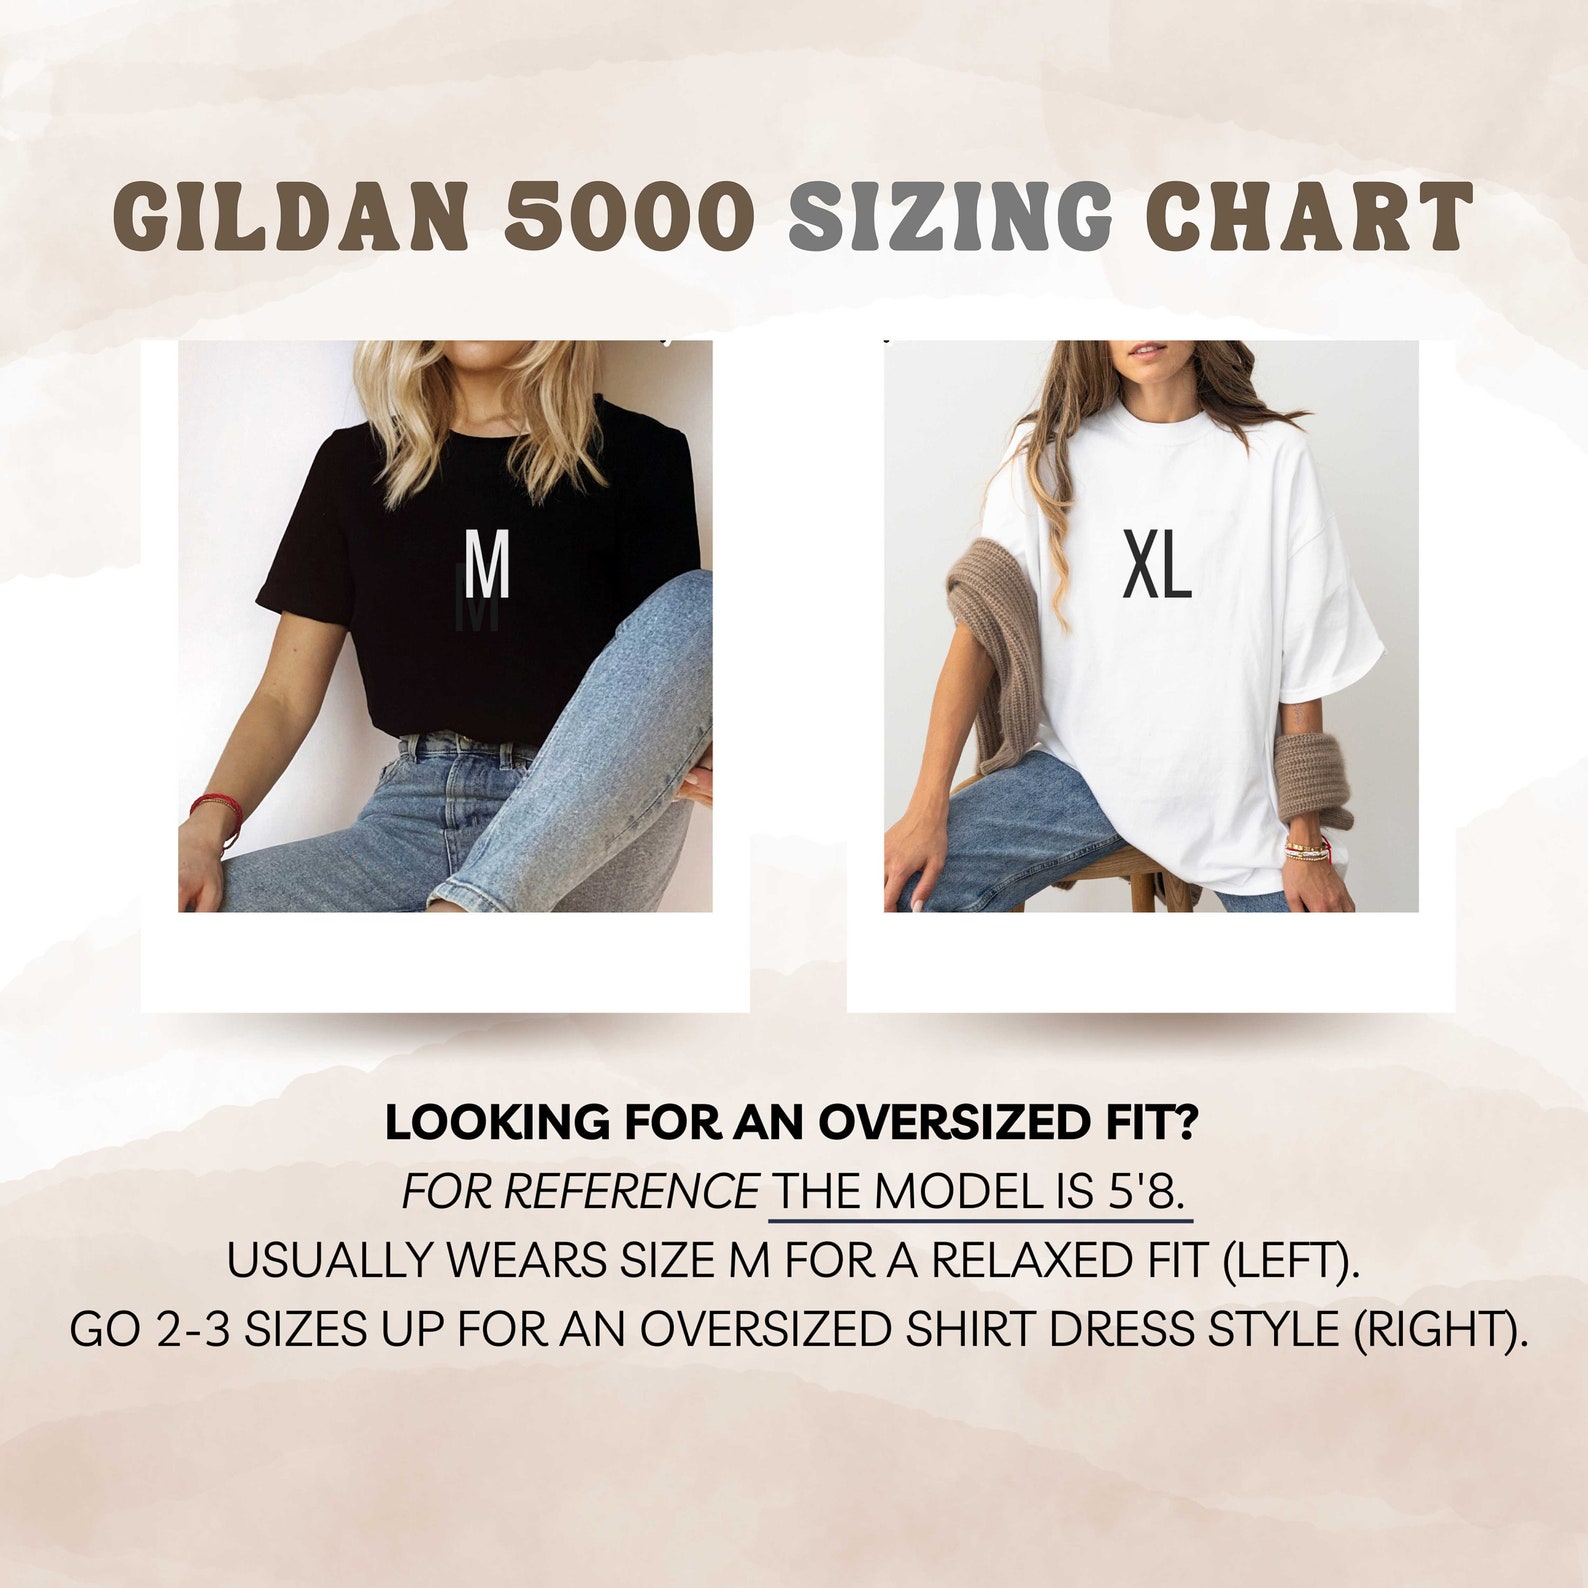 GILDAN 5000 SIZING CHART
M
M
XL
LOOKING FOR AN OVERSIZED FIT?
FOR REFERENCE THE MODEL IS 5'8.
USUALLY WEARS SIZE M FOR A RELAXED FIT (LEFT).
GO 2-3 SIZES UP FOR AN OVERSIZED SHIRT DRESS STYLE (RIGHT).